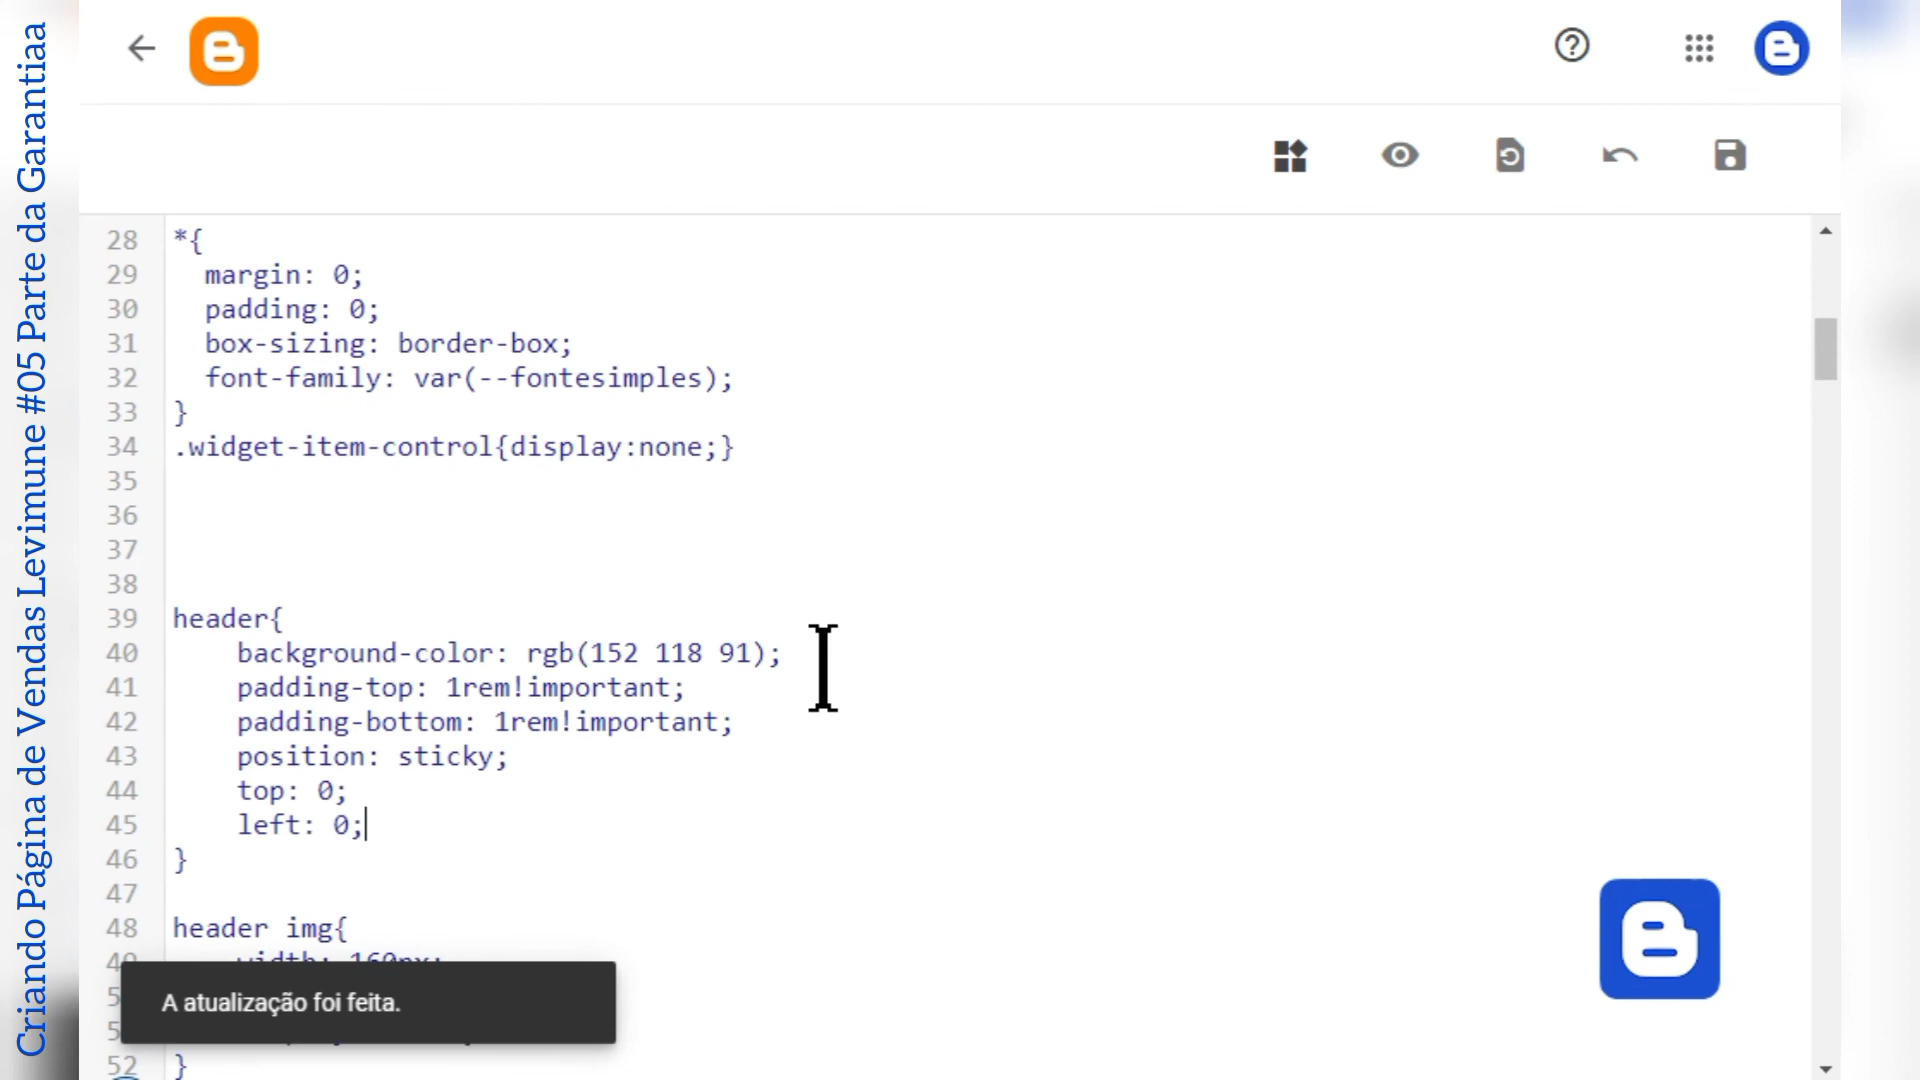 Criando Página de Vendas Levimune #05 Parte da Garantiaa
28 *{
29 margin: 0;
30 padding: 0;
31 box-sizing: border-box;
32 font-family: var(--fontesimples);
33 }
34 .widget-item-control{display:none;}
35
36
37
38
39 header{
40 background-color: rgb(152 118 91);
41 padding-top: 1rem!important;
42 padding-bottom: 1rem!important;
43 position: sticky;
44 top: 0;
45 left: 0;
46 }
47
48 header img{
49 width: 160px;
A atualização foi feita.
52 }